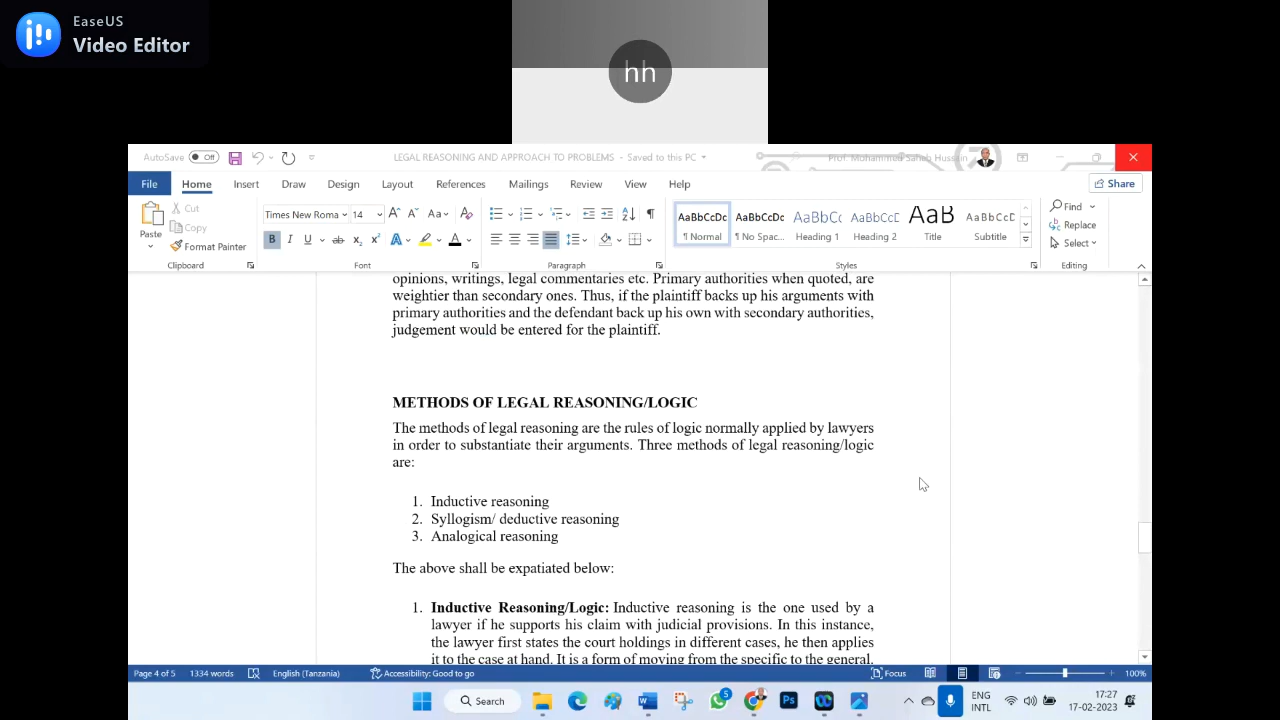 EaseUS
Video Editor
hh
AutoSave Off
LEGAL REASONING AND APPROACH TO PROBLEMS - Saved to this PC
Prof. Mohammed Saheb Hussain
File Home Insert Draw Design Layout References Mailings Review View Help Share
Paste
Cut
Copy
Format Painter
Clipboard
Times New Roma 14
Font
Paragraph
AaBbCcDc AaBbCcDc AaBbC( AaBbCcD AaB AaBbCcD
¶ Normal ¶ No Spac... Heading 1 Heading 2 Title Subtitle
Styles
Find
Replace
Select
Editing
opinions, writings, legal commentaries etc. Primary authorities when quoted, are
weightier than secondary ones. Thus, if the plaintiff backs up his arguments with
primary authorities and the defendant back up his own with secondary authorities,
judgement would be entered for the plaintiff.
METHODS OF LEGAL REASONING/LOGIC
The methods of legal reasoning are the rules of logic normally applied by lawyers
in order to substantiate their arguments. Three methods of legal reasoning/logic
are:
1. Inductive reasoning
2. Syllogism/ deductive reasoning
3. Analogical reasoning
The above shall be expatiated below:
1. Inductive Reasoning/Logic: Inductive reasoning is the one used by a
lawyer if he supports his claim with judicial provisions. In this instance,
the lawyer first states the court holdings in different cases, he then applies
it to the case at hand. It is a form of moving from the specific to the general.
Page 4 of 5 1334 words English (Tanzania) Accessibility: Good to go Focus 100%
Search
5
Ps
ENG
INTL
17:27
17-02-2023